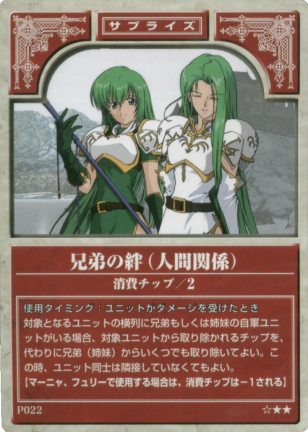 サプライズ
兄弟の絆(人間関係)
消費チップ/2
使用タイミング:ユニットがダメージを受けたとき
対象となるユニットの横列に兄弟もしくは姉妹の自軍ユ
ニットがいる場合、対象ユニットから取り除かれるチップを、
代わりに兄弟(姉妹)からいくつでも取り除いてよい。こ
の時、ユニット同士は隣接していなくてもよい。
【マーニャ、フュリーで使用する場合は、消費チップは－1される】
P022
☆★★